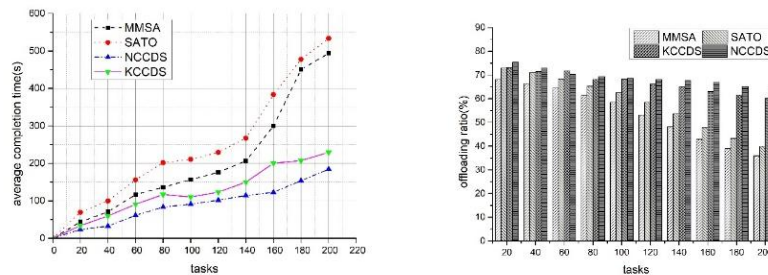 600
500
400
300
200
100
0
average completion time(s)
MMSA
SATO
NCCDS
KCCDS
0 20 40 60 80 100 120 140 160 180 200 220
tasks
90
80
70
60
50
40
30
20
10
0
offloading ratio(%)
MMSA SATO
KCCDS NCCDS
20 40 60 80 100 120 140 160 180 200
tasks